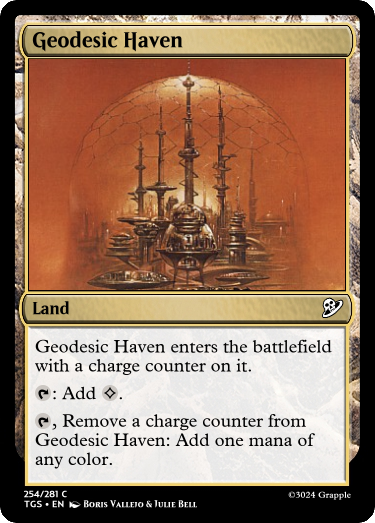 Geodesic Haven
Land
Geodesic Haven enters the battlefield
with a charge counter on it.
: Add .
, Remove a charge counter from
Geodesic Haven: Add one mana of
any color.
254/281 C
TGS • EN Boris Vallejo & Julie Bell
©3024 Grapple